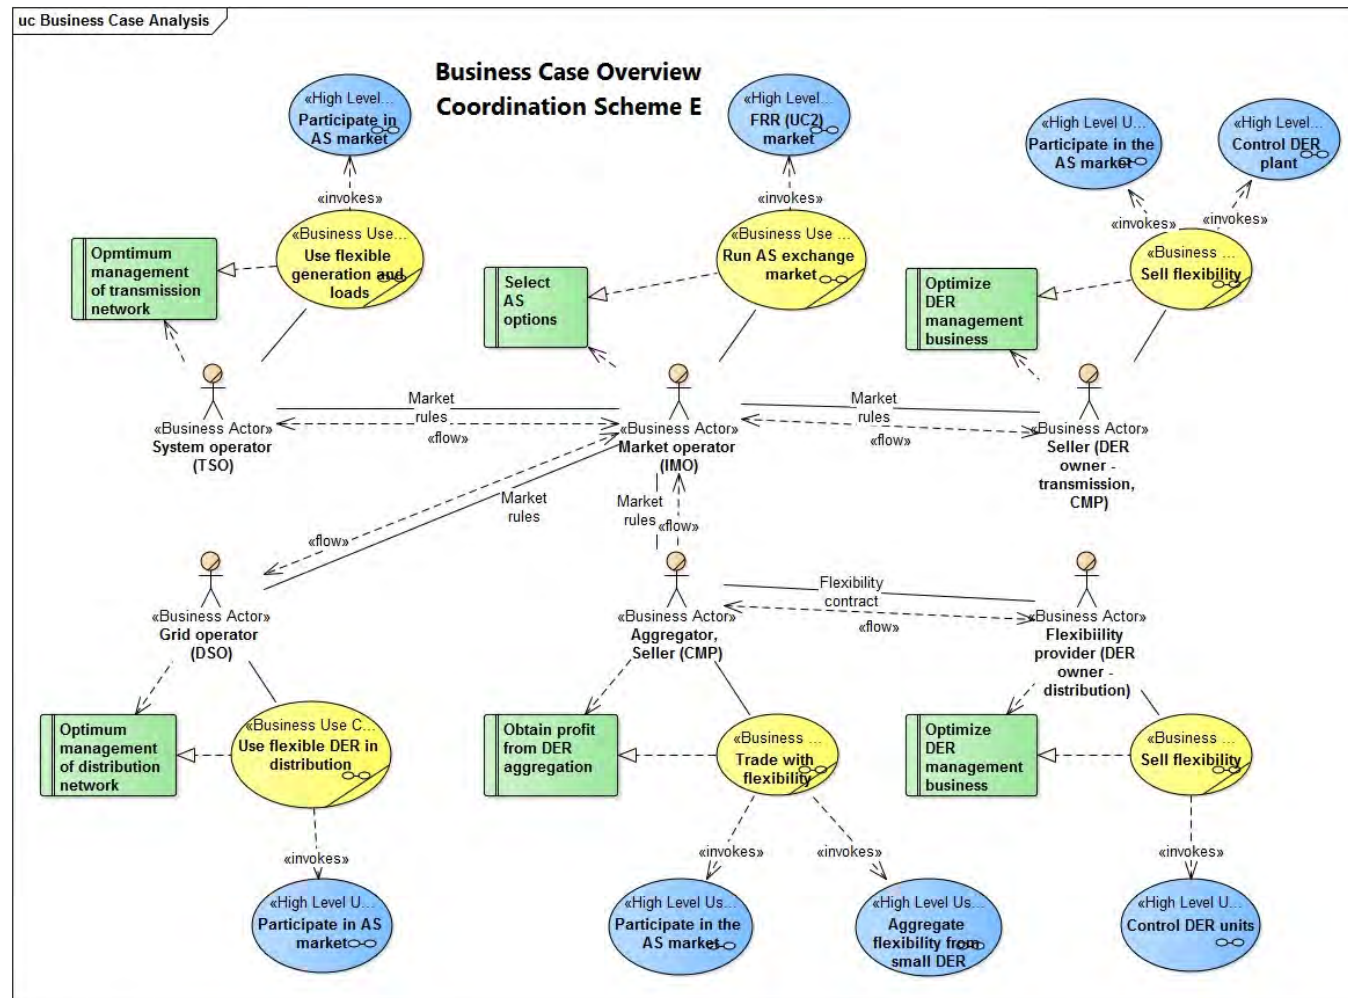 uc Business Case Analysis
Business Case Overview
Coordination Scheme E
«High Level...
Participate in
AS market
«invokes»
«Business Use...
Use flexible
generation and
loads
Opmtimum
management
of transmission
network
«High Level...
FRR (UC2)
market
«invokes»
«Business Use ...
Run AS exchange
market
Select
AS
options
«High Level U...
Participate in the
AS market
«High Level...
Control DER
plant
«invokes»
«invokes»
«Business ...
Sell flexibility
Optimize
DER
management
business
«Business Actor»
System operator
(TSO)
Market
rules
«flow»
«Business Actor»
Market operator
(IMO)
Market
rules
«flow»
«Business Actor»
Seller (DER
owner -
transmission,
CMP)
Market
rules
«flow»
Market
rules
«flow»
«Business Actor»
Grid operator
(DSO)
«Business Actor»
Aggregator,
Seller (CMP)
Flexibility
contract
«flow»
«Business Actor»
Flexibiility
provider (DER
owner -
distribution)
Optimum
management
of distribution
network
«Business Use C...
Use flexible DER in
distribution
«invokes»
«High Level U...
Participate in AS
market
Obtain profit
from DER
aggregation
«Business ...
Trade with
flexibility
«invokes»
«invokes»
«High Level Us...
Participate in the
AS market
«High Level Us...
Aggregate
flexibility from
small DER
Optimize
DER
management
business
«Business ...
Sell flexibility
«invokes»
«High Level U...
Control DER units